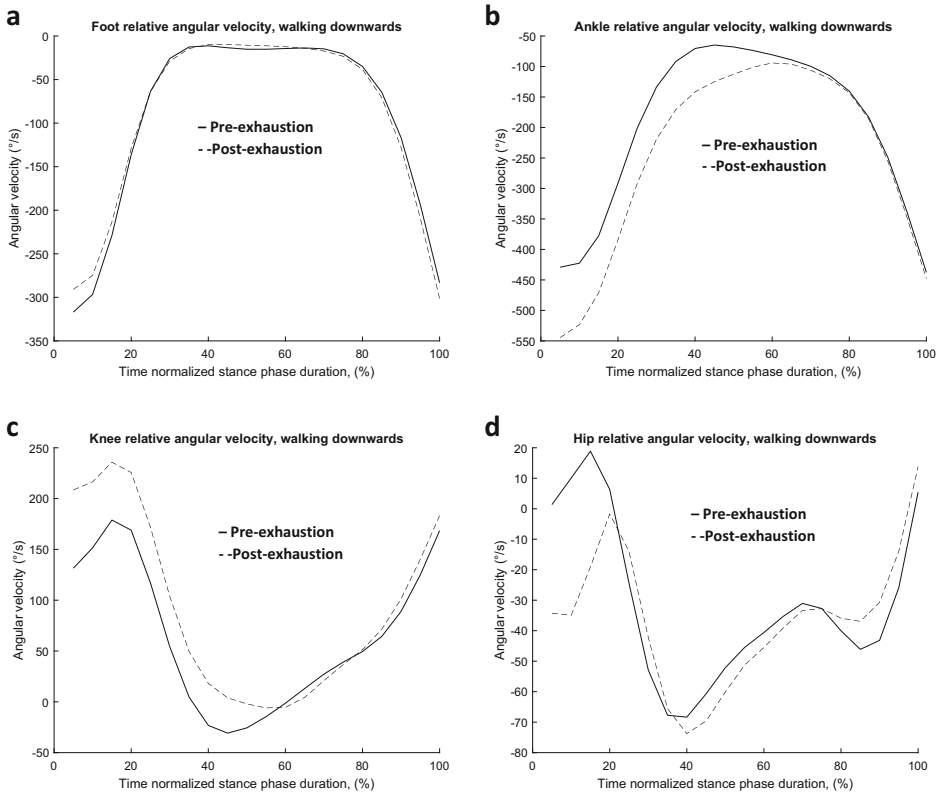 a
Foot relative angular velocity, walking downwards
0
-50
-100
-150
-200
-250
-300
-350
Angular velocity (°/s)
– Pre-exhaustion
- -Post-exhaustion
0 20 40 60 80 100
Time normalized stance phase duration, (%)
b
Ankle relative angular velocity, walking downwards
-50
-100
-150
-200
-250
-300
-350
-400
-450
-500
-550
Angular velocity (°/s)
– Pre-exhaustion
- -Post-exhaustion
0 20 40 60 80 100
Time normalized stance phase duration, (%)
c
Knee relative angular velocity, walking downwards
250
200
150
100
50
0
-50
Angular velocity (°/s)
– Pre-exhaustion
- -Post-exhaustion
0 20 40 60 80 100
Time normalized stance phase duration, (%)
d
Hip relative angular velocity, walking downwards
20
10
0
-10
-20
-30
-40
-50
-60
-70
-80
Angular velocity (°/s)
– Pre-exhaustion
- -Post-exhaustion
0 20 40 60 80 100
Time normalized stance phase duration, (%)